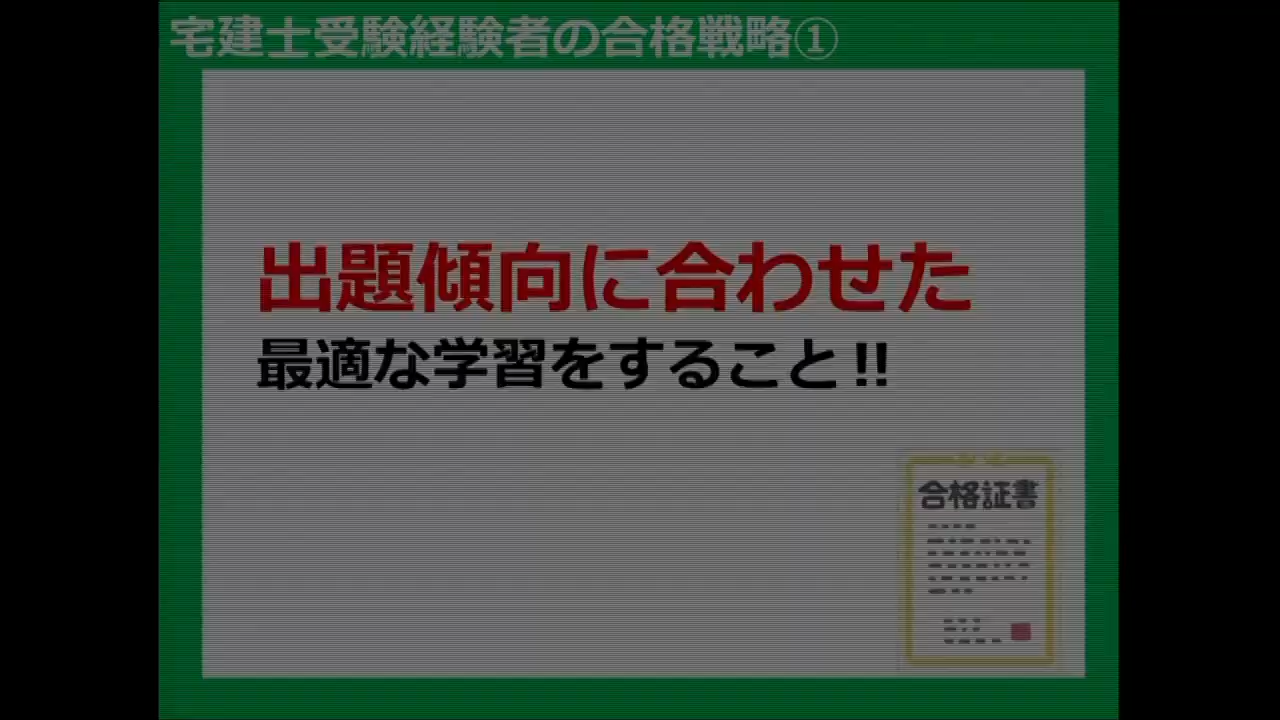 宅建士受験経験者の合格戦略①
出題傾向に合わせた
最適な学習をすること!!
合格証書